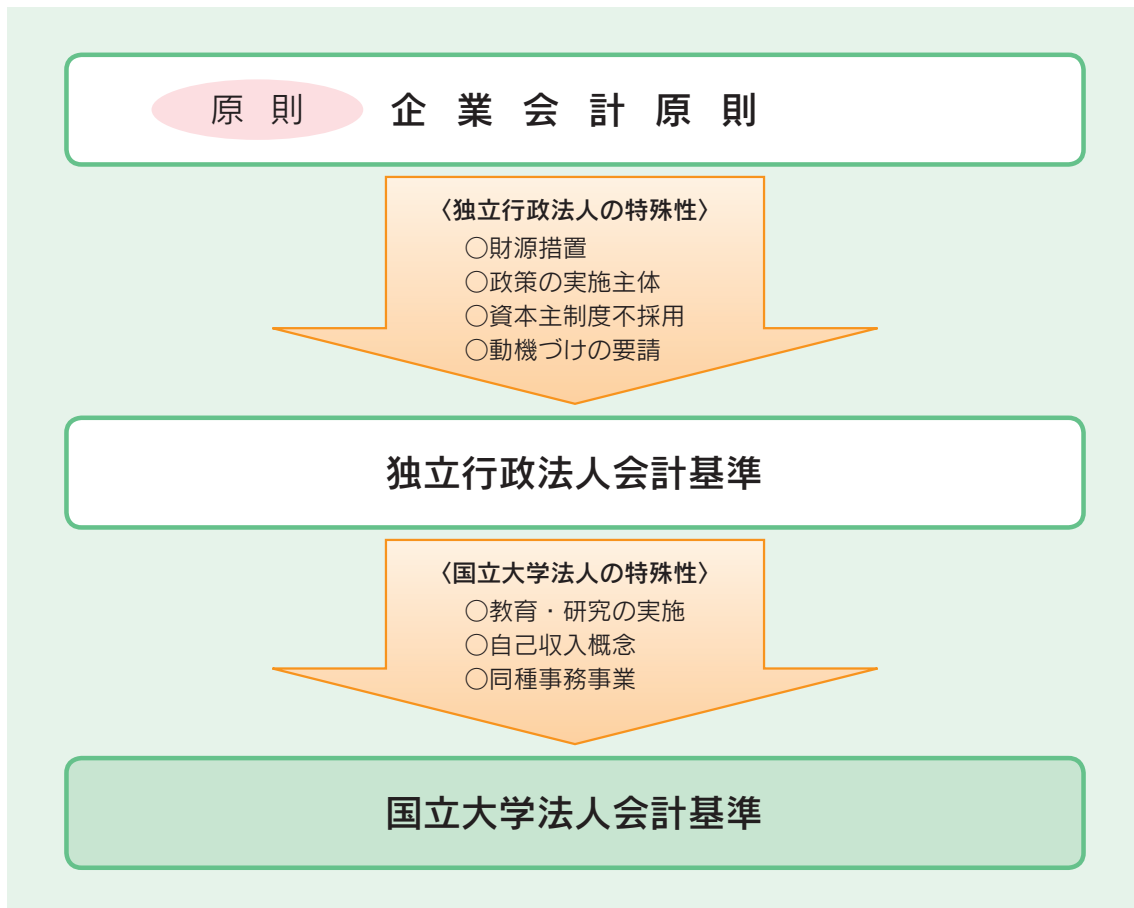 原則 企業会計原則
〈独立行政法人の特殊性〉
○財源措置
○政策の実施主体
○資本主制度不採用
○動機づけの要請
独立行政法人会計基準
〈国立大学法人の特殊性〉
○教育・研究の実施
○自己収入概念
○同種事務事業
国立大学法人会計基準